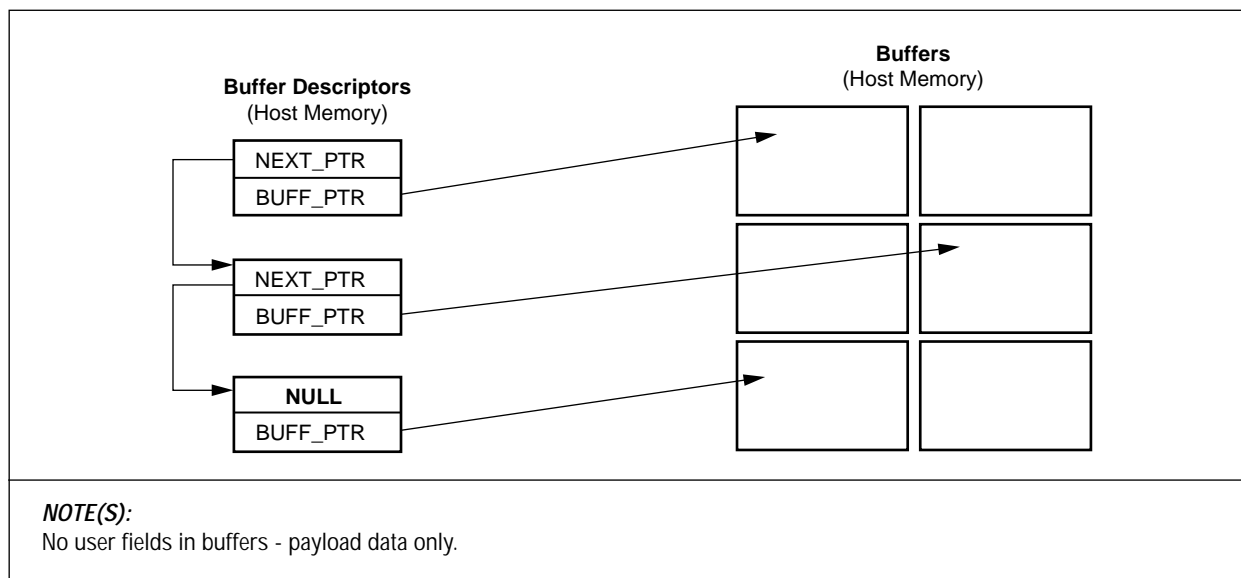 Buffer Descriptors
(Host Memory)
NEXT_PTR
BUFF_PTR
NEXT_PTR
BUFF_PTR
NULL
BUFF_PTR
Buffers
(Host Memory)
NOTE(S):
No user fields in buffers - payload data only.